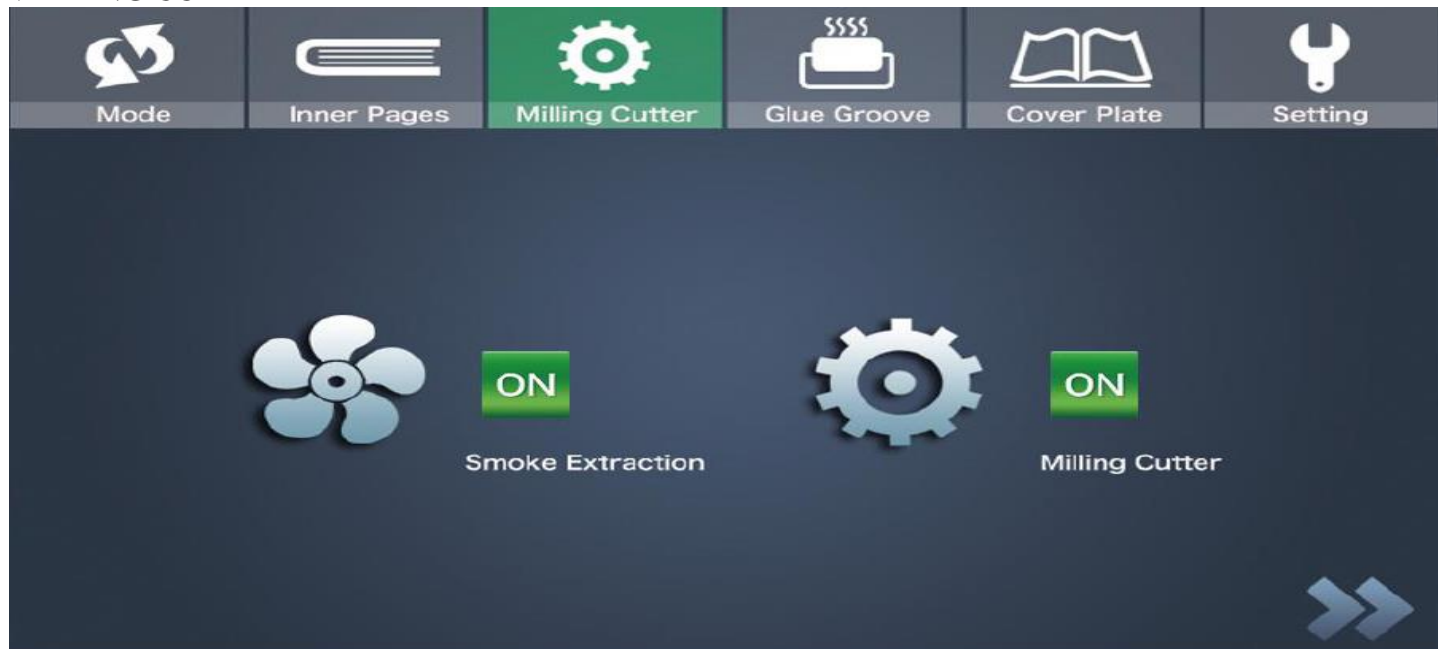 Mode
Inner Pages
Milling Cutter
Glue Groove
Cover Plate
Setting
ON
Smoke Extraction
ON
Milling Cutter